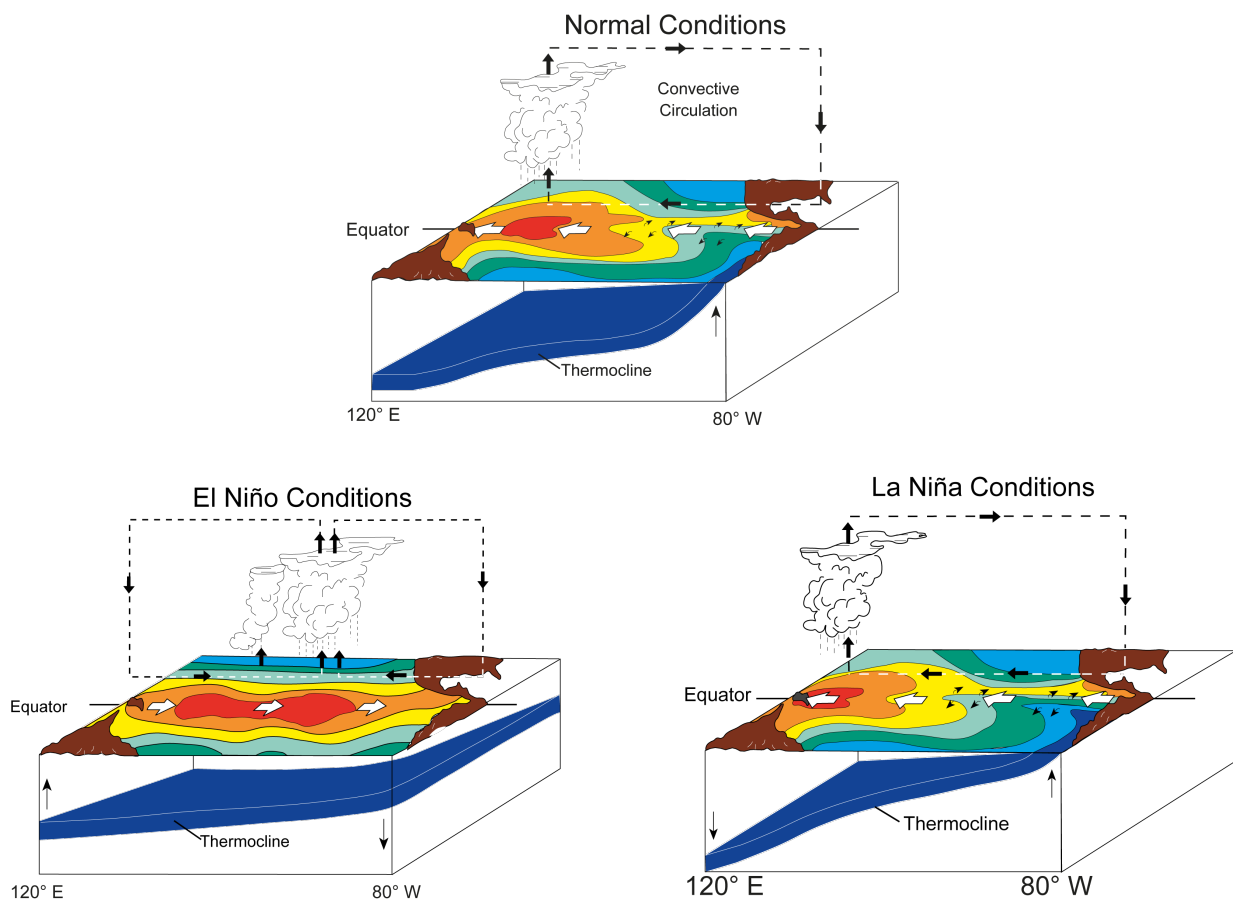 Normal Conditions
Convective
Circulation
Equator
Thermocline
120° E
80° W
El Niño Conditions
Equator
Thermocline
120° E
80° W
La Niña Conditions
Equator
Thermocline
120° E
80° W